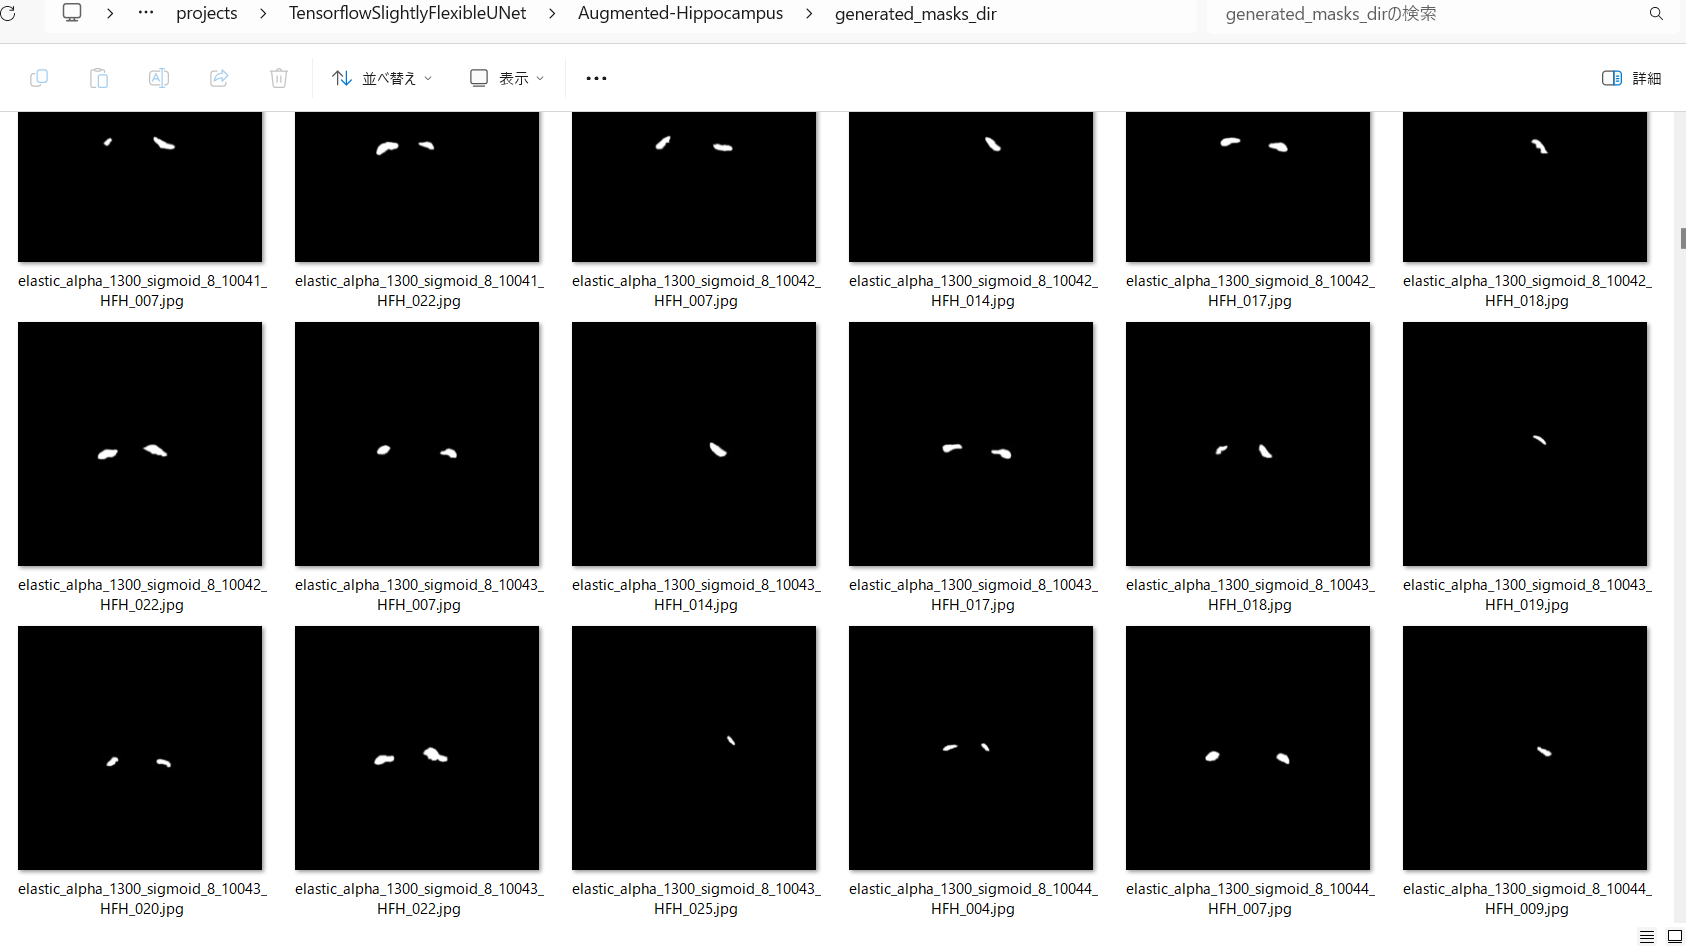 projects > TensorflowSlightlyFlexibleUNet > Augmented-Hippocampus > generated_masks_dir
generated_masks_dirの検索
並べ替え
表示
詳細
elastic_alpha_1300_sigmoid_8_10041_
HFH_007.jpg
elastic_alpha_1300_sigmoid_8_10041_
HFH_022.jpg
elastic_alpha_1300_sigmoid_8_10042_
HFH_007.jpg
elastic_alpha_1300_sigmoid_8_10042_
HFH_014.jpg
elastic_alpha_1300_sigmoid_8_10042_
HFH_017.jpg
elastic_alpha_1300_sigmoid_8_10042_
HFH_018.jpg
elastic_alpha_1300_sigmoid_8_10042_
HFH_022.jpg
elastic_alpha_1300_sigmoid_8_10043_
HFH_007.jpg
elastic_alpha_1300_sigmoid_8_10043_
HFH_014.jpg
elastic_alpha_1300_sigmoid_8_10043_
HFH_017.jpg
elastic_alpha_1300_sigmoid_8_10043_
HFH_018.jpg
elastic_alpha_1300_sigmoid_8_10043_
HFH_019.jpg
elastic_alpha_1300_sigmoid_8_10043_
HFH_020.jpg
elastic_alpha_1300_sigmoid_8_10043_
HFH_022.jpg
elastic_alpha_1300_sigmoid_8_10043_
HFH_025.jpg
elastic_alpha_1300_sigmoid_8_10044_
HFH_004.jpg
elastic_alpha_1300_sigmoid_8_10044_
HFH_007.jpg
elastic_alpha_1300_sigmoid_8_10044_
HFH_009.jpg